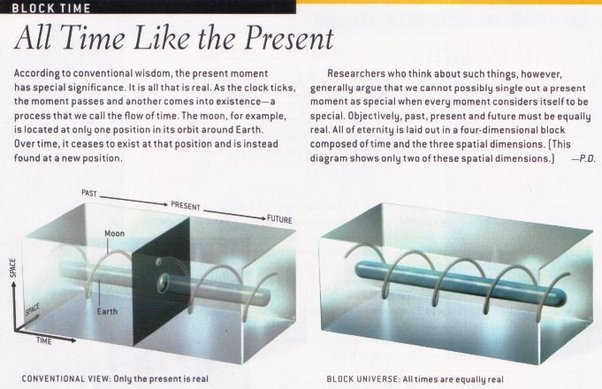 BLOCK TIME
All Time Like the Present
According to conventional wisdom, the present moment
has special significance. It is all that is real. As the clock ticks,
the moment passes and another comes into existence—a
process that we call the flow of time. The moon, for example,
is located at only one position in its orbit around Earth.
Over time, it ceases to exist at that position and is instead
found at a new position.
Researchers who think about such things, however,
generally argue that we cannot possibly single out a present
moment as special when every moment considers itself to be
special. Objectively, past, present and future must be equally
real. All of eternity is laid out in a four-dimensional block
composed of time and the three spatial dimensions. (This
diagram shows only two of these spatial dimensions.) —P.D.
PAST
PRESENT
FUTURE
Moon
Earth
SPACE
SPACE
TIME
CONVENTIONAL VIEW: Only the present is real
BLOCK UNIVERSE: All times are equally real